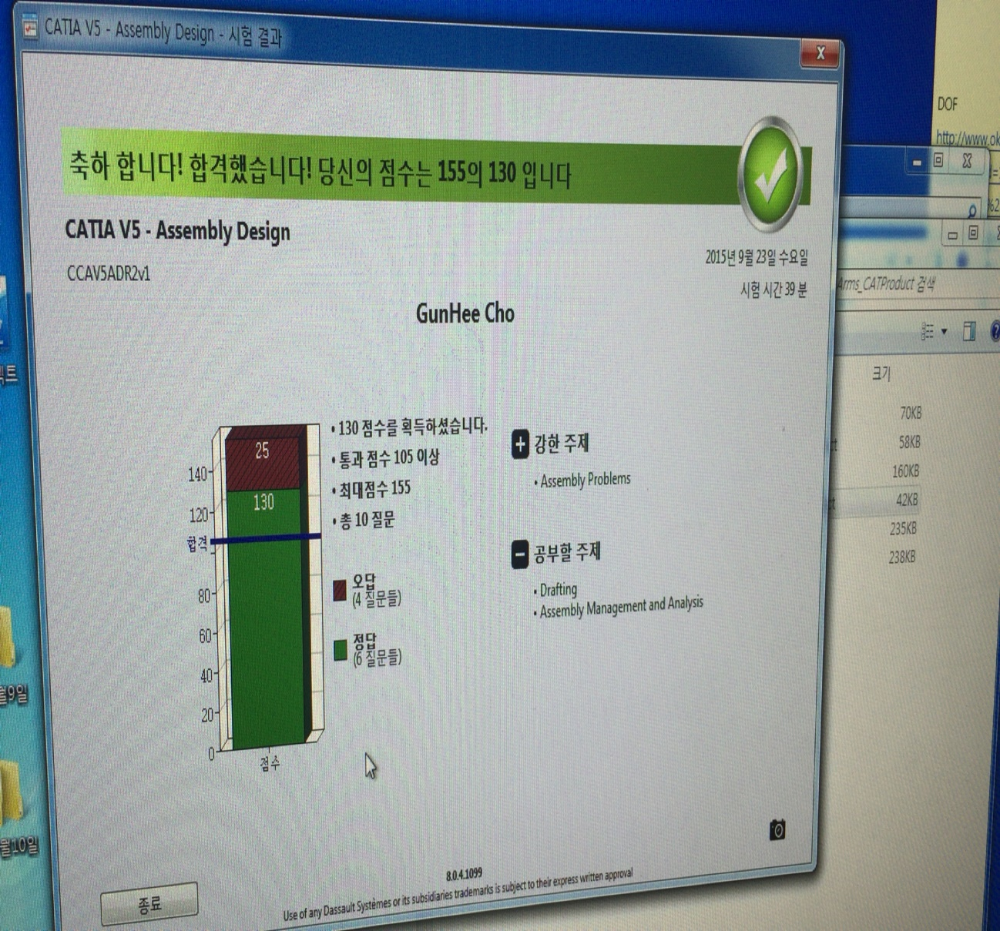 CATIA V5 - Assembly Design - 시험 결과
축하 합니다! 합격했습니다! 당신의 점수는 155의 130 입니다
CATIA V5 - Assembly Design
CCAV5ADR2v1
2015년 9월 23일 수요일
시험 시간 39 분
GunHee Cho
140
120
합격
80
60
40
20
0
25
130
점수
• 130 점수를 획득하셨습니다.
• 통과 점수 105 이상
• 최대점수 155
• 총 10 질문
오답
(4 질문들)
정답
(6 질문들)
강한 주제
• Assembly Problems
공부할 주제
• Drafting
• Assembly Management and Analysis
8.0.4.1099
Use of any Dassault Systèmes or its subsidiaries trademarks is subject to their express written approval
종료
DOF
http://www.ok
Arms_CATProduct 검색
크기
70KB
58KB
160KB
42KB
235KB
238KB
월9일
월10일